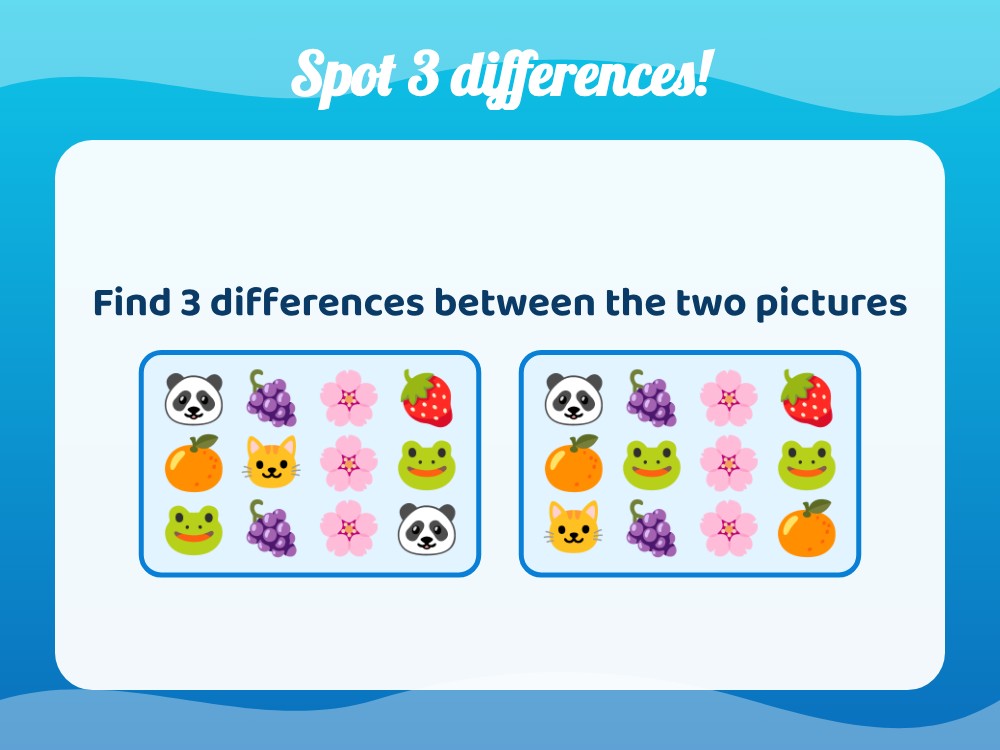 Spot 3 differences!
Find 3 differences between the two pictures